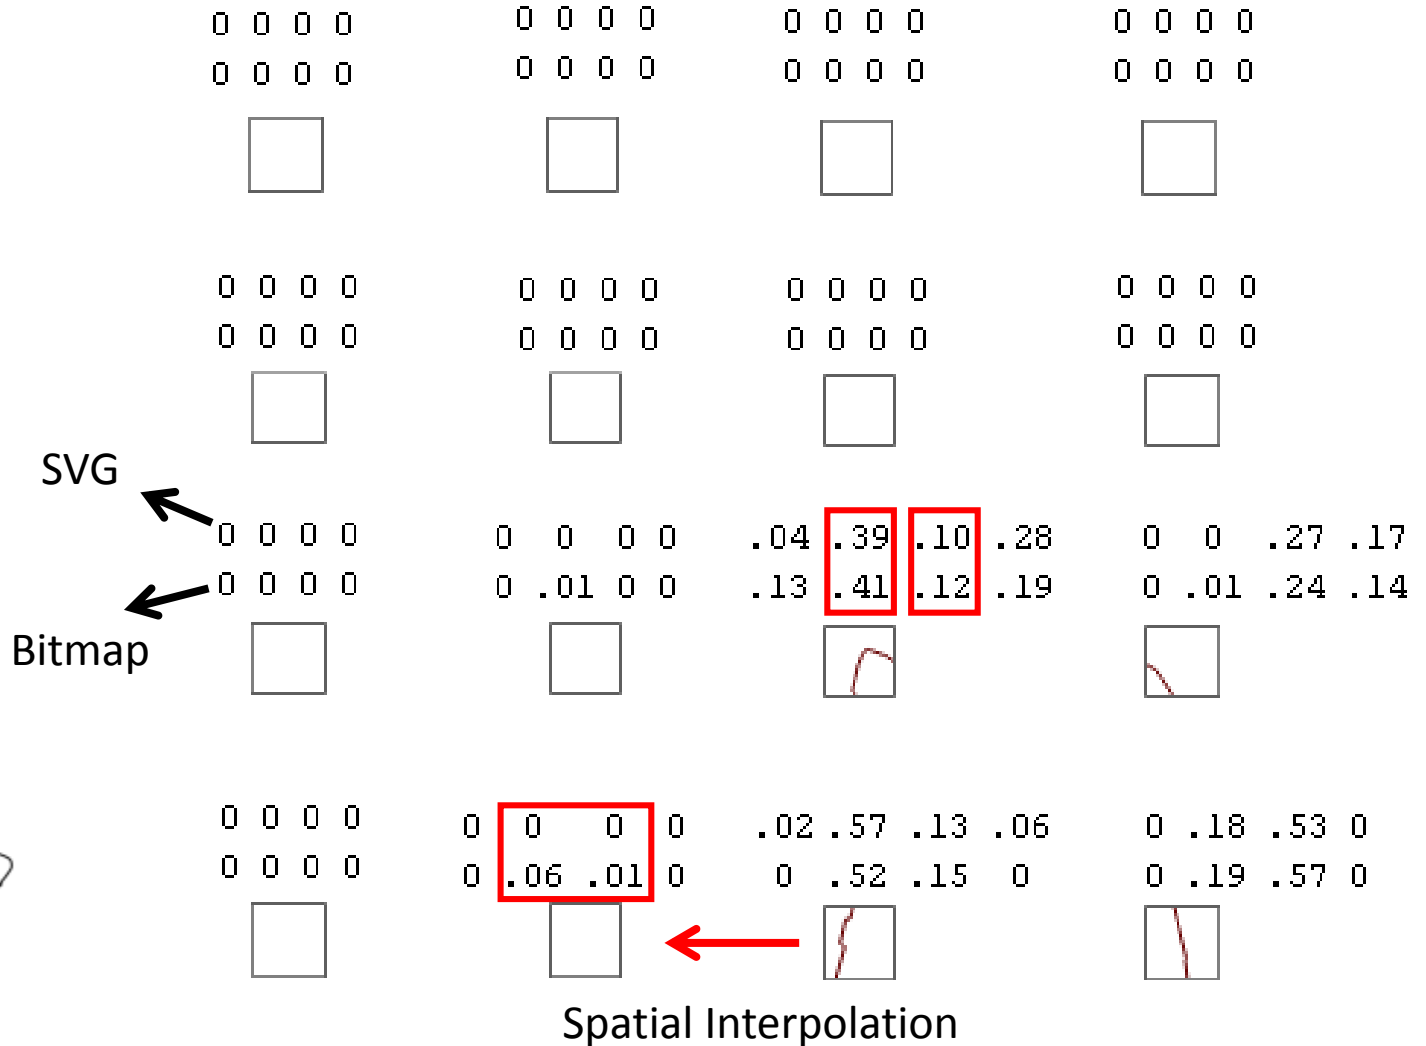 0 0 0 0 0 0 0 0 0 0 0 0 0 0 0 0
0 0 0 0 0 0 0 0 0 0 0 0 0 0 0 0
0 0 0 0 0 0 0 0 0 0 0 0 0 0 0 0
0 0 0 0 0 0 0 0 0 0 0 0 0 0 0 0
SVG
0 0 0 0 0 0 0 0 .04 .39 .10 .28 0 0 .27 .17
0 0 0 0 0 .01 0 0 .13 .41 .12 .19 0 .01 .24 .14
Bitmap
0 0 0 0 0 0 0 0 .02 .57 .13 .06 0 .18 .53 0
0 0 0 0 0 .06 .01 0 0 .52 .15 0 0 .19 .57 0
Spatial Interpolation